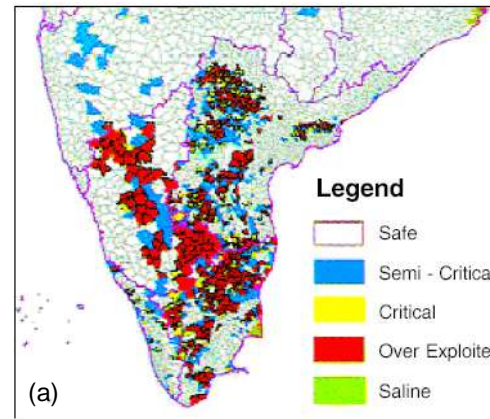 Legend
Safe
Semi - Critica
Critical
Over Exploite
Saline
(a)